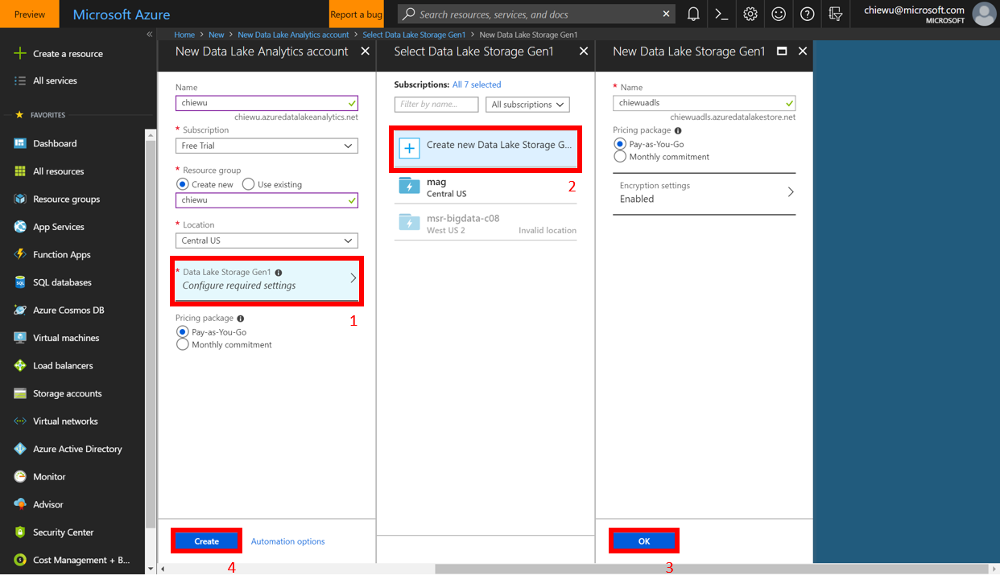 Preview
Microsoft Azure
Report a bug
Search resources, services, and docs
chiewu@microsoft.com
MICROSOFT
Home > New > New Data Lake Analytics account > Select Data Lake Storage Gen1 > New Data Lake Storage Gen1
Create a resource
All services
FAVORITES
Dashboard
All resources
Resource groups
App Services
Function Apps
SQL databases
Azure Cosmos DB
Virtual machines
Load balancers
Storage accounts
Virtual networks
Azure Active Directory
Monitor
Advisor
Security Center
Cost Management + B...
New Data Lake Analytics account
Name
chiewu
chiewu.azuredatalakeanalytics.net
* Subscription
Free Trial
* Resource group
Create new Use existing
chiewu
* Location
Central US
* Data Lake Storage Gen1
Configure required settings
1
Pricing package
Pay-as-You-Go
Monthly commitment
Create
Automation options
4
Select Data Lake Storage Gen1
Subscriptions: All 7 selected
Filter by name...
All subscriptions
Create new Data Lake Storage G...
2
mag
Central US
msr-bigdata-c08
West US 2
Invalid location
New Data Lake Storage Gen1
* Name
chiewuadls
chiewuadls.azuredatalakestore.net
Pricing package
Pay-as-You-Go
Monthly commitment
Encryption settings
Enabled
OK
3